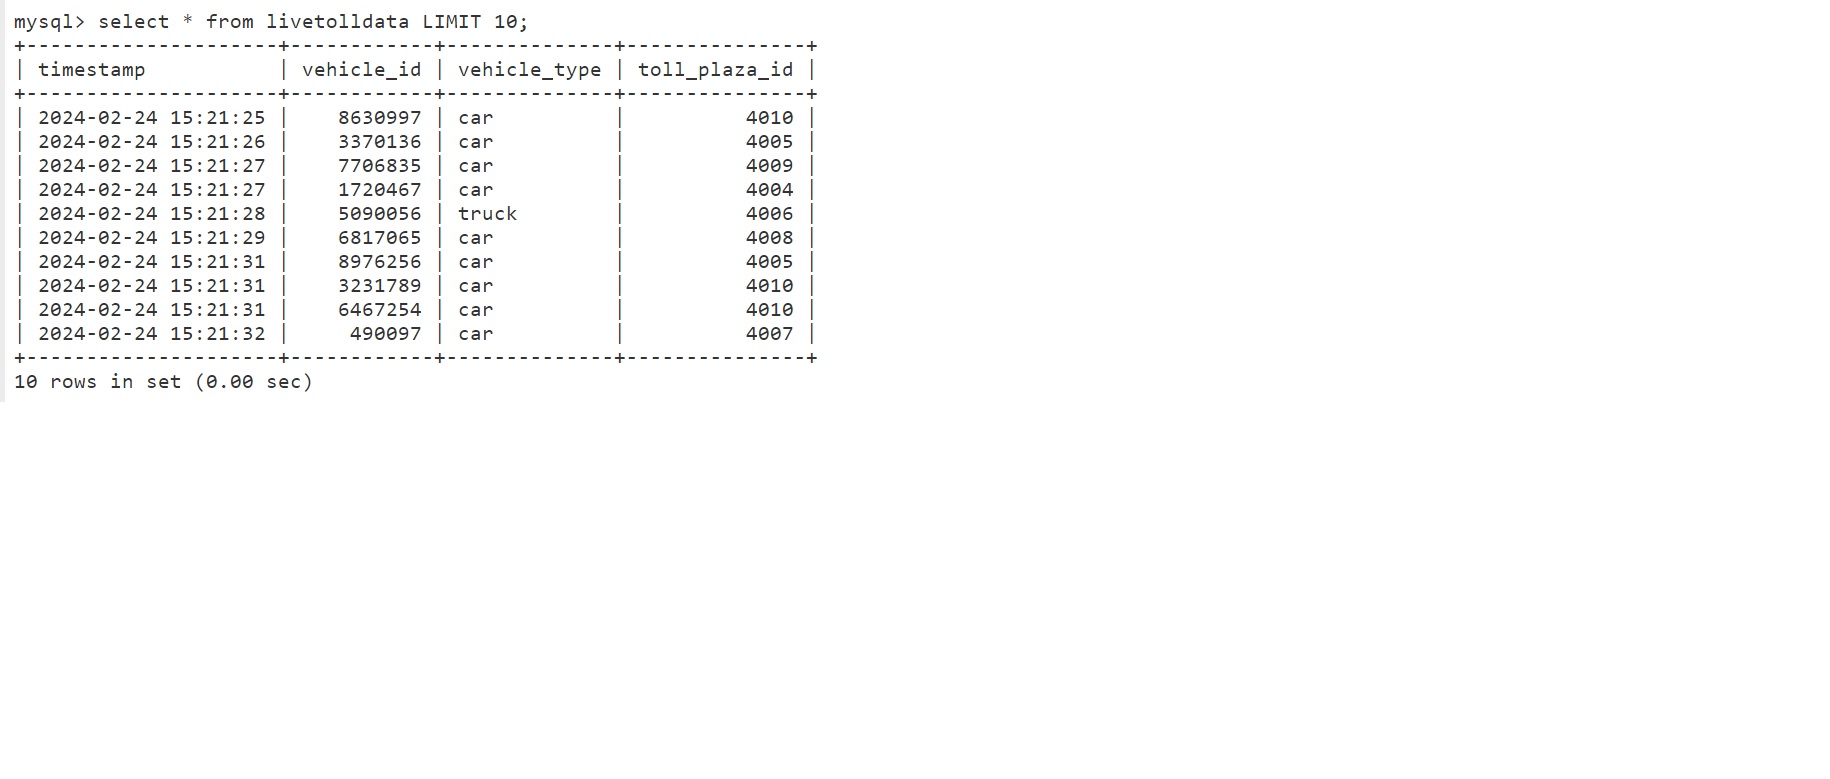 mysql> select * from livetolldata LIMIT 10;
+---------------------+------------+--------------+---------------+
| timestamp           | vehicle_id | vehicle_type | toll_plaza_id |
+---------------------+------------+--------------+---------------+
| 2024-02-24 15:21:25 |    8630997 | car          |          4010 |
| 2024-02-24 15:21:26 |    3370136 | car          |          4005 |
| 2024-02-24 15:21:27 |    7706835 | car          |          4009 |
| 2024-02-24 15:21:27 |    1720467 | car          |          4004 |
| 2024-02-24 15:21:28 |    5090056 | truck        |          4006 |
| 2024-02-24 15:21:29 |    6817065 | car          |          4008 |
| 2024-02-24 15:21:31 |    8976256 | car          |          4005 |
| 2024-02-24 15:21:31 |    3231789 | car          |          4010 |
| 2024-02-24 15:21:31 |    6467254 | car          |          4010 |
| 2024-02-24 15:21:32 |     490097 | car          |          4007 |
+---------------------+------------+--------------+---------------+
10 rows in set (0.00 sec)